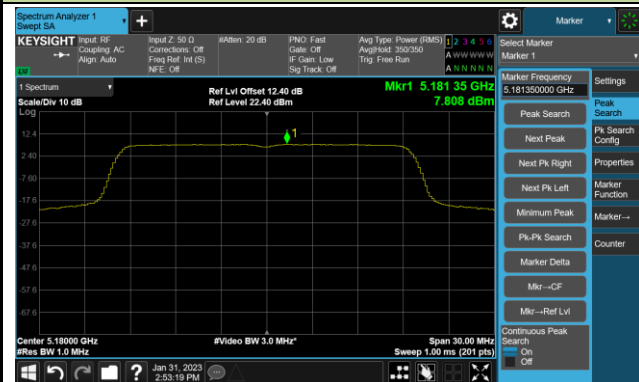 Spectrum Analyzer 1
Swept SA
Marker
KEYSIGHT
Input: RF
Coupling: AC
Align: Auto
Input Z: 50 Ω
Corrections: Off
Freq Ref: Int (S)
NFE: Off
#Atten: 20 dB
PNO: Fast
Gate: Off
IF Gain: Low
Sig Track: Off
Avg Type: Power (RMS)
Avg|Hold: 350/350
Trig: Free Run
1 2 3 4 5 6
A W W W W W
A N N N N N
LXI
Select Marker
Marker 1
1 Spectrum
Scale/Div 10 dB
Log
Ref Lvl Offset 12.40 dB
Ref Level 22.40 dBm
Mkr1 5.181 35 GHz
7.808 dBm
1
12.4
2.40
-7.60
-17.6
-27.6
-37.6
-47.6
-57.6
-67.6
Center 5.18000 GHz
#Res BW 1.0 MHz
#Video BW 3.0 MHz*
Span 30.00 MHz
Sweep 1.00 ms (201 pts)
Marker Frequency
5.181350000 GHz
Peak Search
Next Peak
Next Pk Right
Next Pk Left
Minimum Peak
Pk-Pk Search
Marker Delta
Mkr→CF
Mkr→Ref Lvl
Continuous Peak
Search
On
Off
Settings
Peak
Search
Pk Search
Config
Properties
Marker
Function
Marker→
Counter
Jan 31, 2023
2:53:19 PM